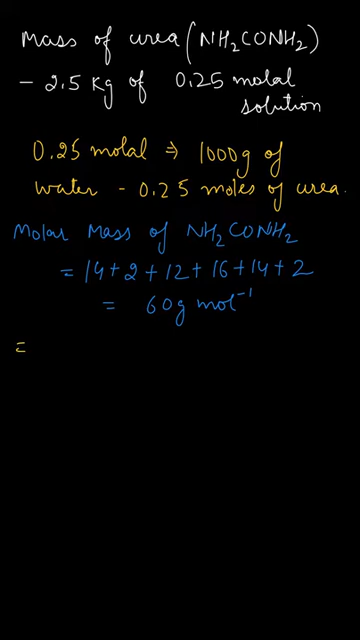 Mass of urea (NH₂CONH₂)
- 2.5 Kg of 0.25 molal
solution
0.25 molal ⇒ 1000g of
water - 0.25 moles of urea.
Molar Mass of NH₂CONH₂
= 14+2+12+16+14+2
= 60g mol⁻¹
=